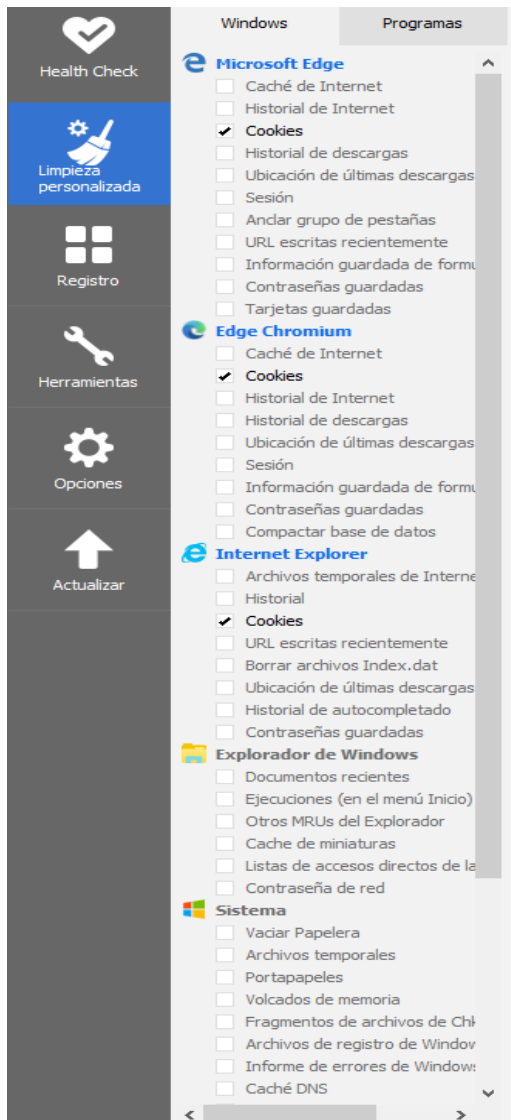 Windows
Programas
Health Check
Limpieza
personalizada
Registro
Herramientas
Opciones
Actualizar
Microsoft Edge
Caché de Internet
Historial de Internet
Cookies
Historial de descargas
Ubicación de últimas descargas
Sesión
Anclar grupo de pestañas
URL escritas recientemente
Información guardada de formu
Contraseñas guardadas
Tarjetas guardadas
Edge Chromium
Caché de Internet
Cookies
Historial de Internet
Historial de descargas
Ubicación de últimas descargas
Sesión
Información guardada de formu
Contraseñas guardadas
Compactar base de datos
Internet Explorer
Archivos temporales de Interne
Historial
Cookies
URL escritas recientemente
Borrar archivos Index.dat
Ubicación de últimas descargas
Historial de autocompletado
Contraseñas guardadas
Explorador de Windows
Documentos recientes
Ejecuciones (en el menú Inicio)
Otros MRUs del Explorador
Cache de miniaturas
Listas de accesos directos de la
Contraseña de red
Sistema
Vaciar Papelera
Archivos temporales
Portapapeles
Volcados de memoria
Fragmentos de archivos de Chk
Archivos de registro de Window
Informe de errores de Windows
Caché DNS